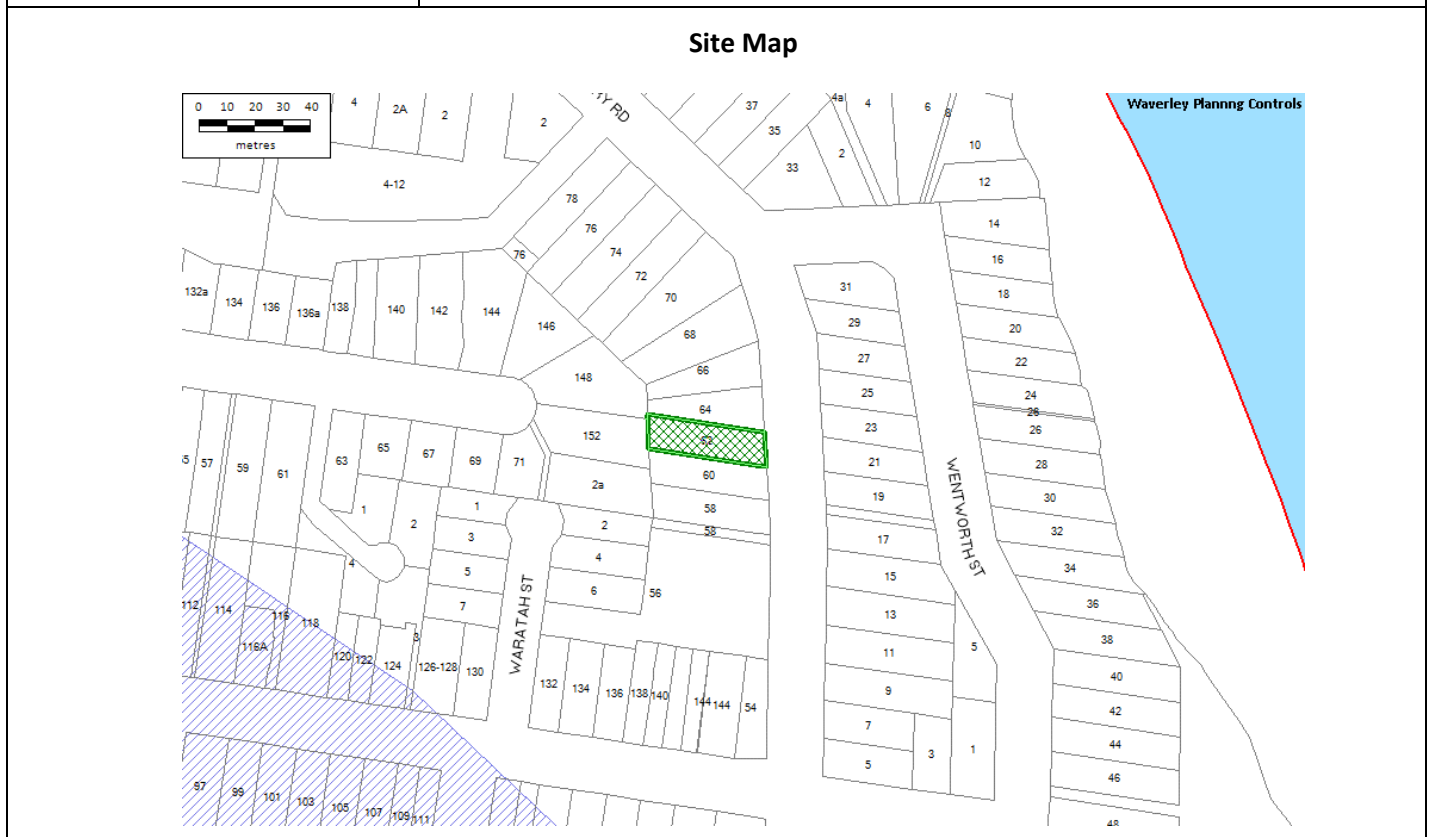 Site Map
0 10 20 30 40
metres
Waverley Plannng Controls
4 2A 2 2
Y RD
37 4a 4 6 8
35 10
33 2 12
4-12
78
76 14
74 16
76 72 18
132a 134 136 136a 138 140 142 144 70 31
146 29 20
68 27 22
148 66 25 24
64 26
152 23 26
65 67 69 71 60 21 28
55 57 59 61 63 2a 58 19 30
1 2 1 2 58 17 32
3 4 15 34
4 5 6 56 13 36
WENTWORTH ST
WARATAH ST
112 114 116 118 7 11 5 38
116A 120 122 124 3 126-128 130 132 134 136 138 140 144 144 54 9 40
7 42
5 3 1 44
46
97 99 101 103 105 107 109 111 48